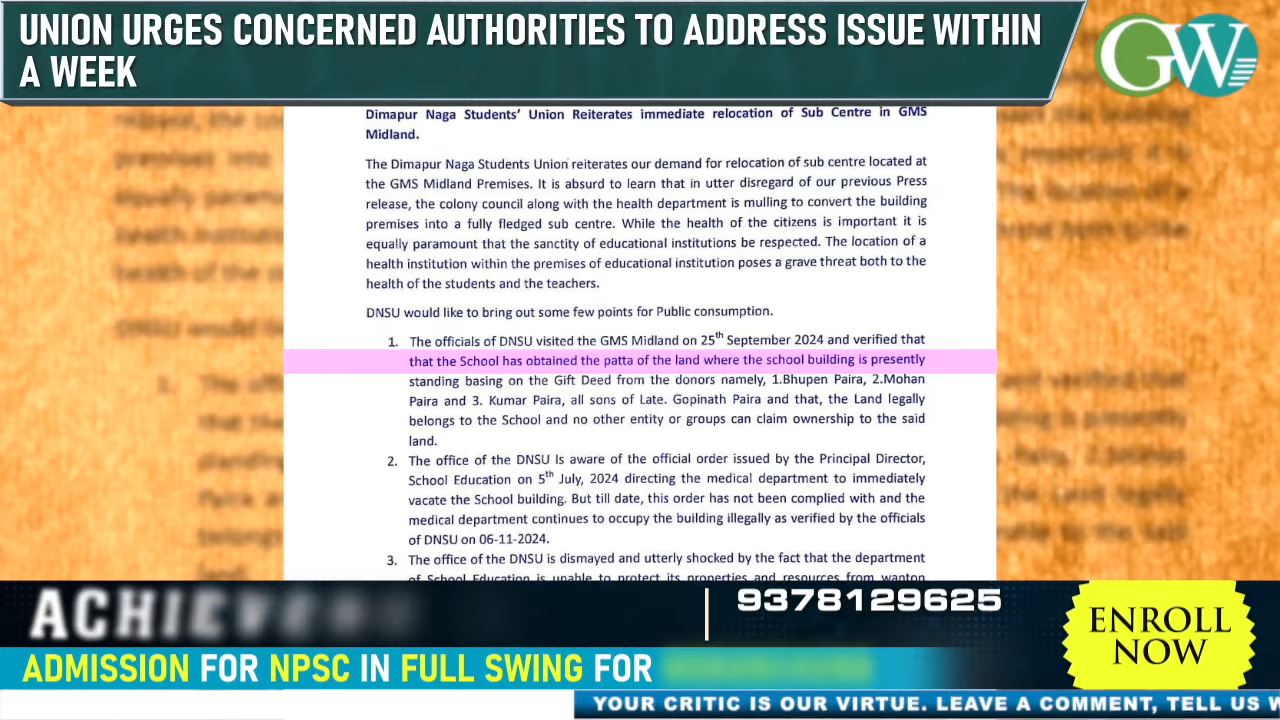 UNION URGES CONCERNED AUTHORITIES TO ADDRESS ISSUE WITHIN
A WEEK
GW
Dimapur Naga Students' Union Reiterates immediate relocation of Sub Centre in GMS
Midland.
The Dimapur Naga Students Union reiterates our demand for relocation of sub centre located at
the GMS Midland Premises. It is absurd to learn that in utter disregard of our previous Press
release, the colony council along with the health department is mulling to convert the building
premises into a fully fledged sub centre. While the health of the citizens is important it is
equally paramount that the sanctity of educational institutions be respected. The location of a
health institution within the premises of educational institution poses a grave threat both to the
health of the students and the teachers.
DNSU would like to bring out some few points for Public consumption.
1. The officials of DNSU visited the GMS Midland on 25th September 2024 and verified that
that the School has obtained the patta of the land where the school building is presently
standing basing on the Gift Deed from the donors namely, 1.Bhupen Paira, 2.Mohan
Paira and 3. Kumar Paira, all sons of Late. Gopinath Paira and that, the Land legally
belongs to the School and no other entity or groups can claim ownership to the said
land.
2. The office of the DNSU Is aware of the official order issued by the Principal Director,
School Education on 5th July, 2024 directing the medical department to immediately
vacate the School building. But till date, this order has not been complied with and the
medical department continues to occupy the building illegally as verified by the officials
of DNSU on 06-11-2024.
3. The office of the DNSU is dismayed and utterly shocked by the fact that the department
of School Education is unable to protect its properties and resources from wanton
ACHIE
9378129625
ENROLL
NOW
ADMISSION FOR NPSC IN FULL SWING FOR
YOUR CRITIC IS OUR VIRTUE. LEAVE A COMMENT, TELL US